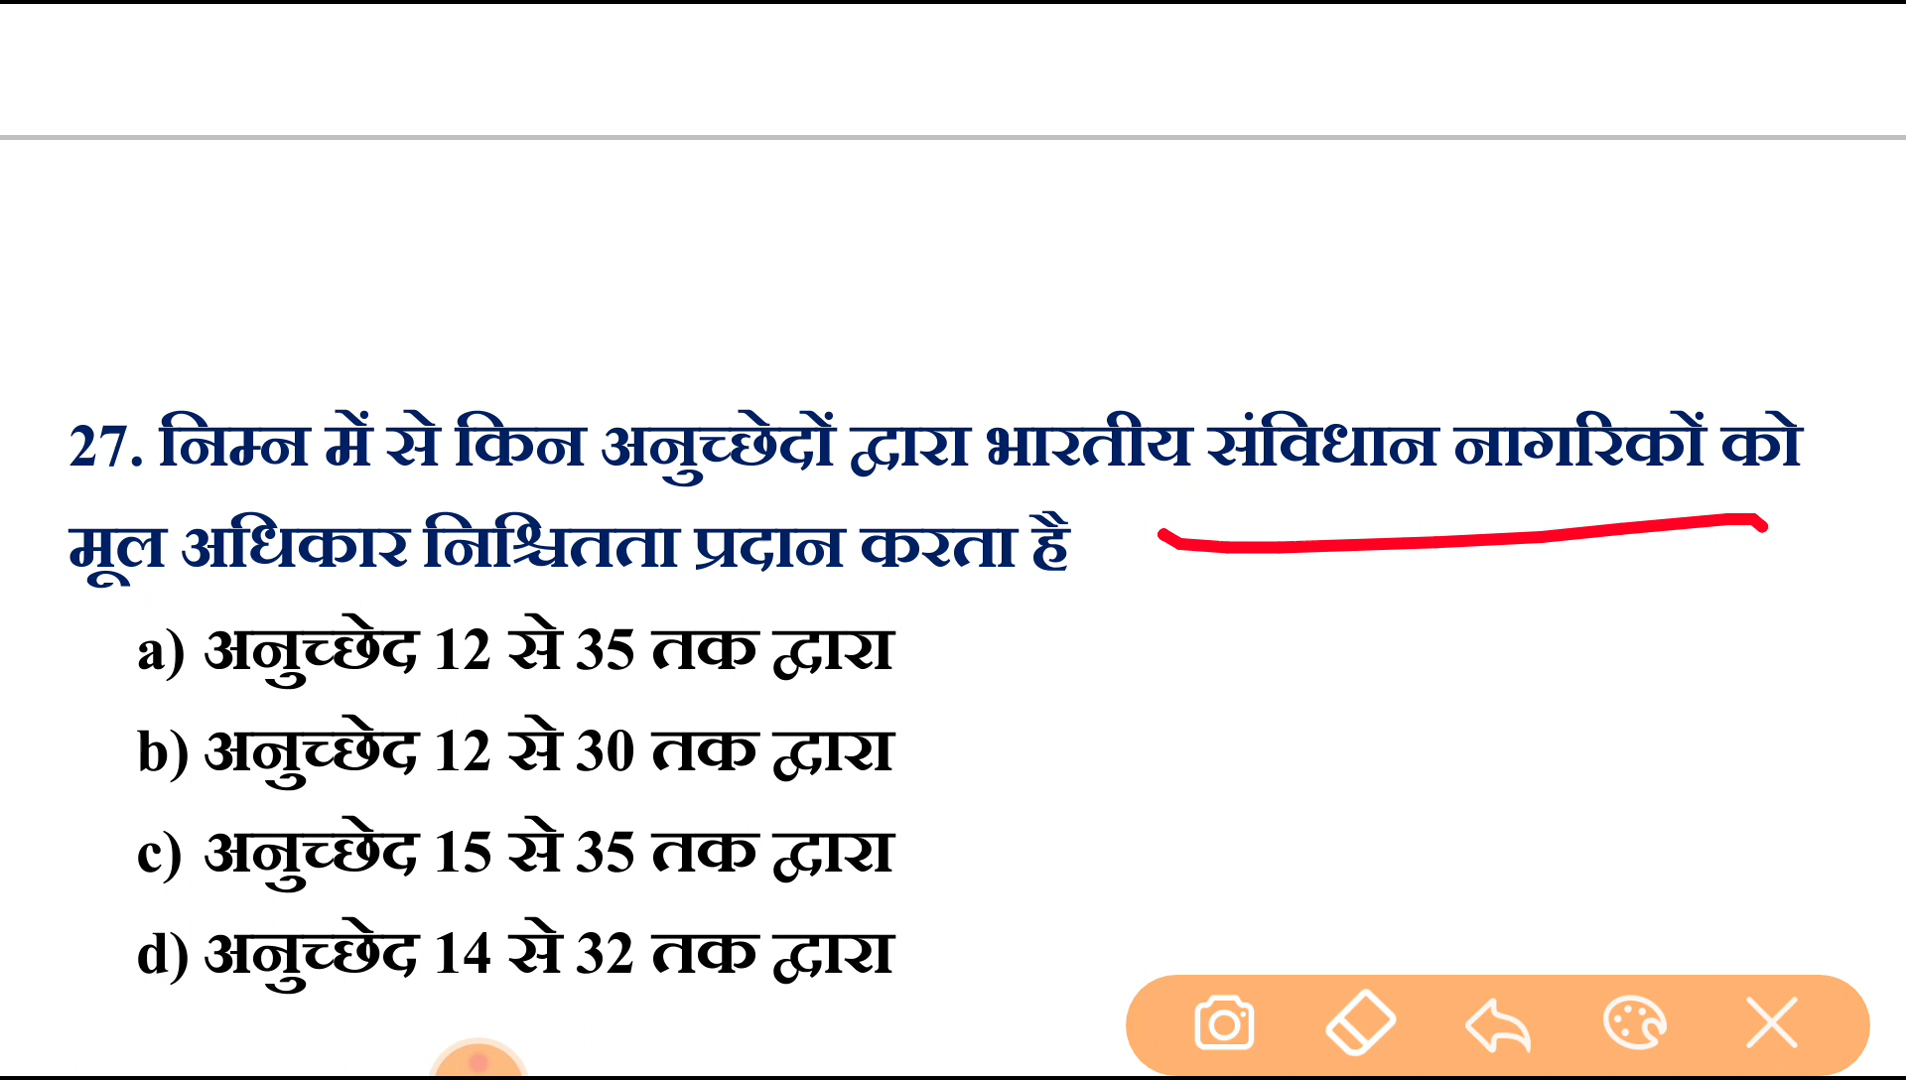 27. निम्न में से किन अनुच्छेदों द्वारा भारतीय संविधान नागरिकों को
मूल अधिकार निश्चितता प्रदान करता है
a) अनुच्छेद 12 से 35 तक द्वारा
b) अनुच्छेद 12 से 30 तक द्वारा
c) अनुच्छेद 15 से 35 तक द्वारा
d) अनुच्छेद 14 से 32 तक द्वारा